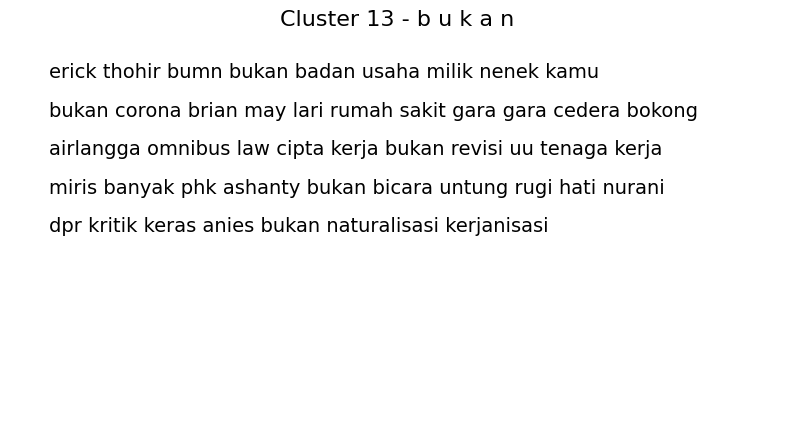 Cluster 13 - b u k a n
erick thohir bumn bukan badan usaha milik nenek kamu
bukan corona brian may lari rumah sakit gara gara cedera bokong
airlangga omnibus law cipta kerja bukan revisi uu tenaga kerja
miris banyak phk ashanty bukan bicara untung rugi hati nurani
dpr kritik keras anies bukan naturalisasi kerjanisasi